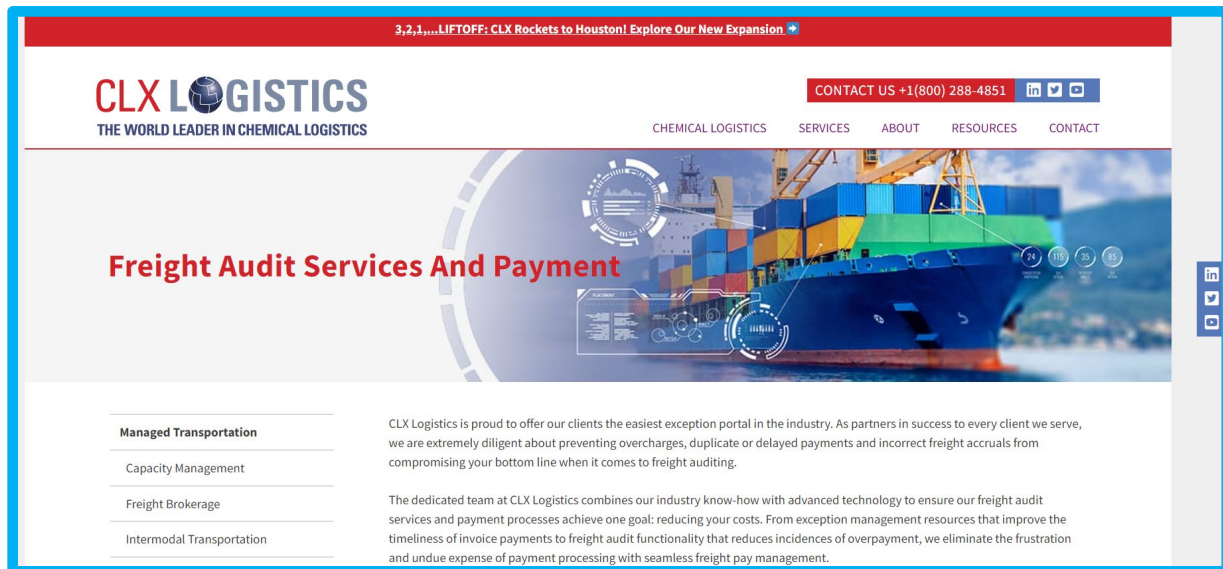 3,2,1,...LIFTOFF: CLX Rockets to Houston! Explore Our New Expansion
CLX LOGISTICS
THE WORLD LEADER IN CHEMICAL LOGISTICS
CONTACT US +1(800) 288-4851
CHEMICAL LOGISTICS SERVICES ABOUT RESOURCES CONTACT
Freight Audit Services And Payment
24 115 35 85
PLACEMENT
Managed Transportation
Capacity Management
Freight Brokerage
Intermodal Transportation
CLX Logistics is proud to offer our clients the easiest exception portal in the industry. As partners in success to every client we serve,
we are extremely diligent about preventing overcharges, duplicate or delayed payments and incorrect freight accruals from
compromising your bottom line when it comes to freight auditing.
The dedicated team at CLX Logistics combines our industry know-how with advanced technology to ensure our freight audit
services and payment processes achieve one goal: reducing your costs. From exception management resources that improve the
timeliness of invoice payments to freight audit functionality that reduces incidences of overpayment, we eliminate the frustration
and undue expense of payment processing with seamless freight pay management.